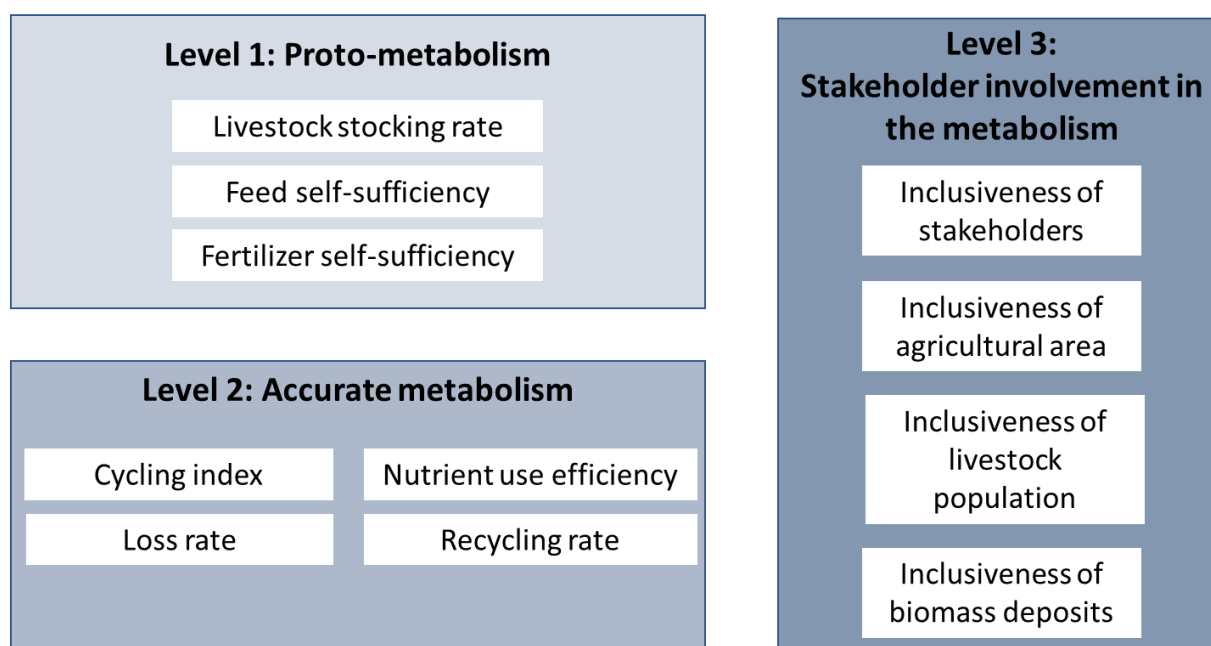 Level 1: Proto-metabolism
Livestock stocking rate
Feed self-sufficiency
Fertilizer self-sufficiency
Level 2: Accurate metabolism
Cycling index
Nutrient use efficiency
Loss rate
Recycling rate
Level 3:
Stakeholder involvement in
the metabolism
Inclusiveness of
stakeholders
Inclusiveness of
agricultural area
Inclusiveness of
livestock
population
Inclusiveness of
biomass deposits